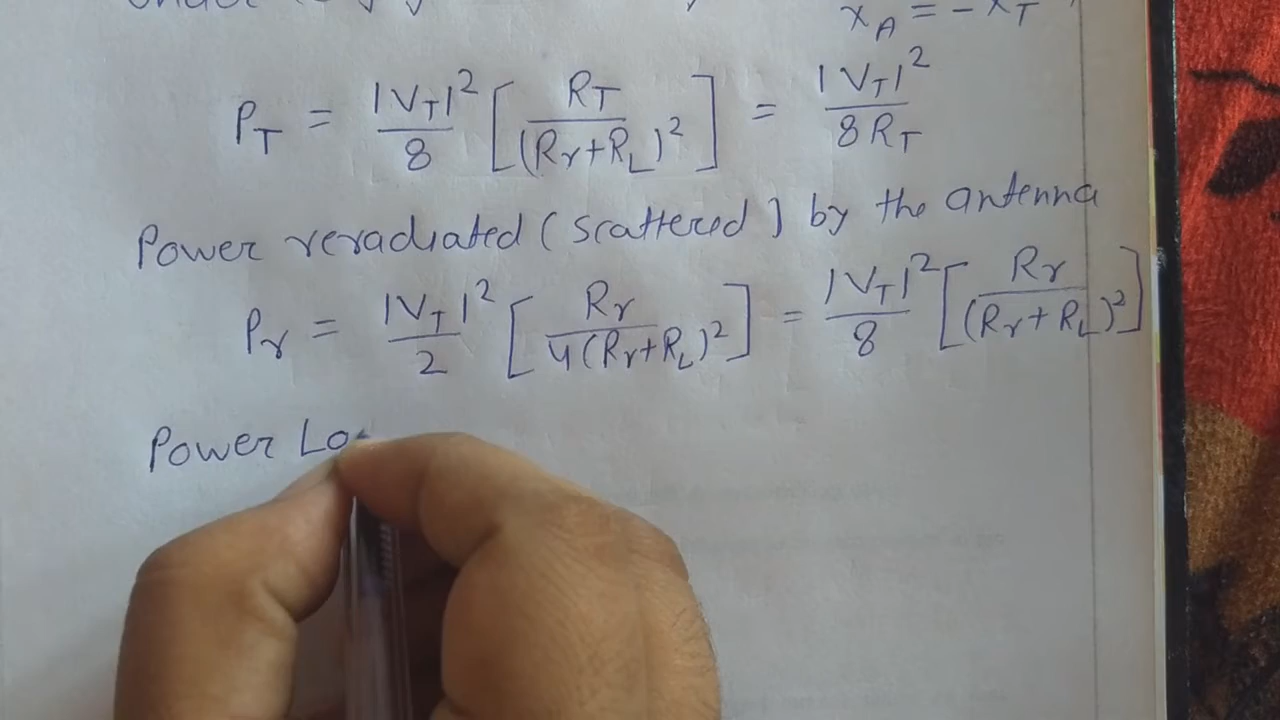 x_A = - x_T
P_T = |V_T|²/8 [R_T/(R_r+R_L)²] = |V_T|²/8R_T
Power reradiated (scattered) by the antenna
P_r = |V_T|²/2 [R_r/4(R_r+R_L)²] = |V_T|²/8 [R_r/(R_r+R_L)²]
Power Lo